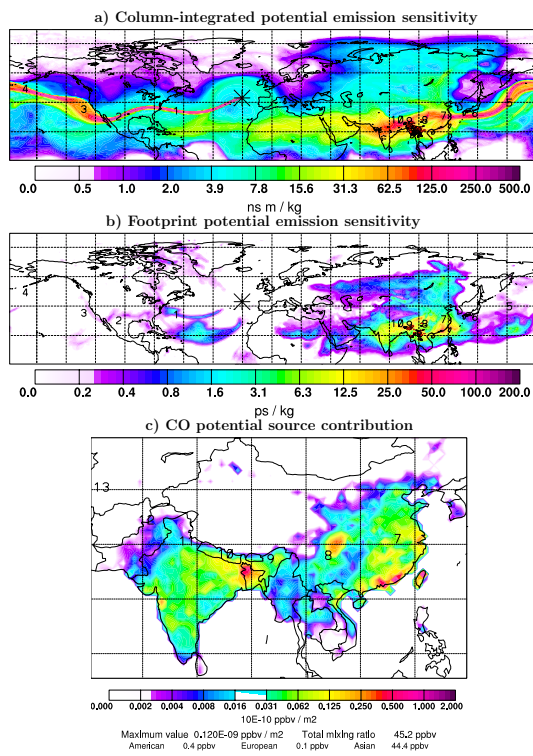 a) Column-integrated potential emission sensitivity
4 3 2 1 10 9 8 7 6 5
0.0 0.5 1.0 2.0 3.9 7.8 15.6 31.3 62.5 125.0 250.0 500.0
ns m / kg
b) Footprint potential emission sensitivity
4 3 2 10 9 8 7 5
0.0 0.2 0.4 0.8 1.6 3.1 6.3 12.5 25.0 50.0 100.0 200.0
ps / kg
c) CO potential source contribution
13
12
11 10 9 8 7
0.000 0.002 0.004 0.008 0.016 0.031 0.062 0.125 0.250 0.500 1.000 2.000
10E-10 ppbv / m2
Maximum value 0.120E-09 ppbv / m2 Total mixing ratio 45.2 ppbv
American 0.4 ppbv European 0.1 ppbv Asian 44.4 ppbv